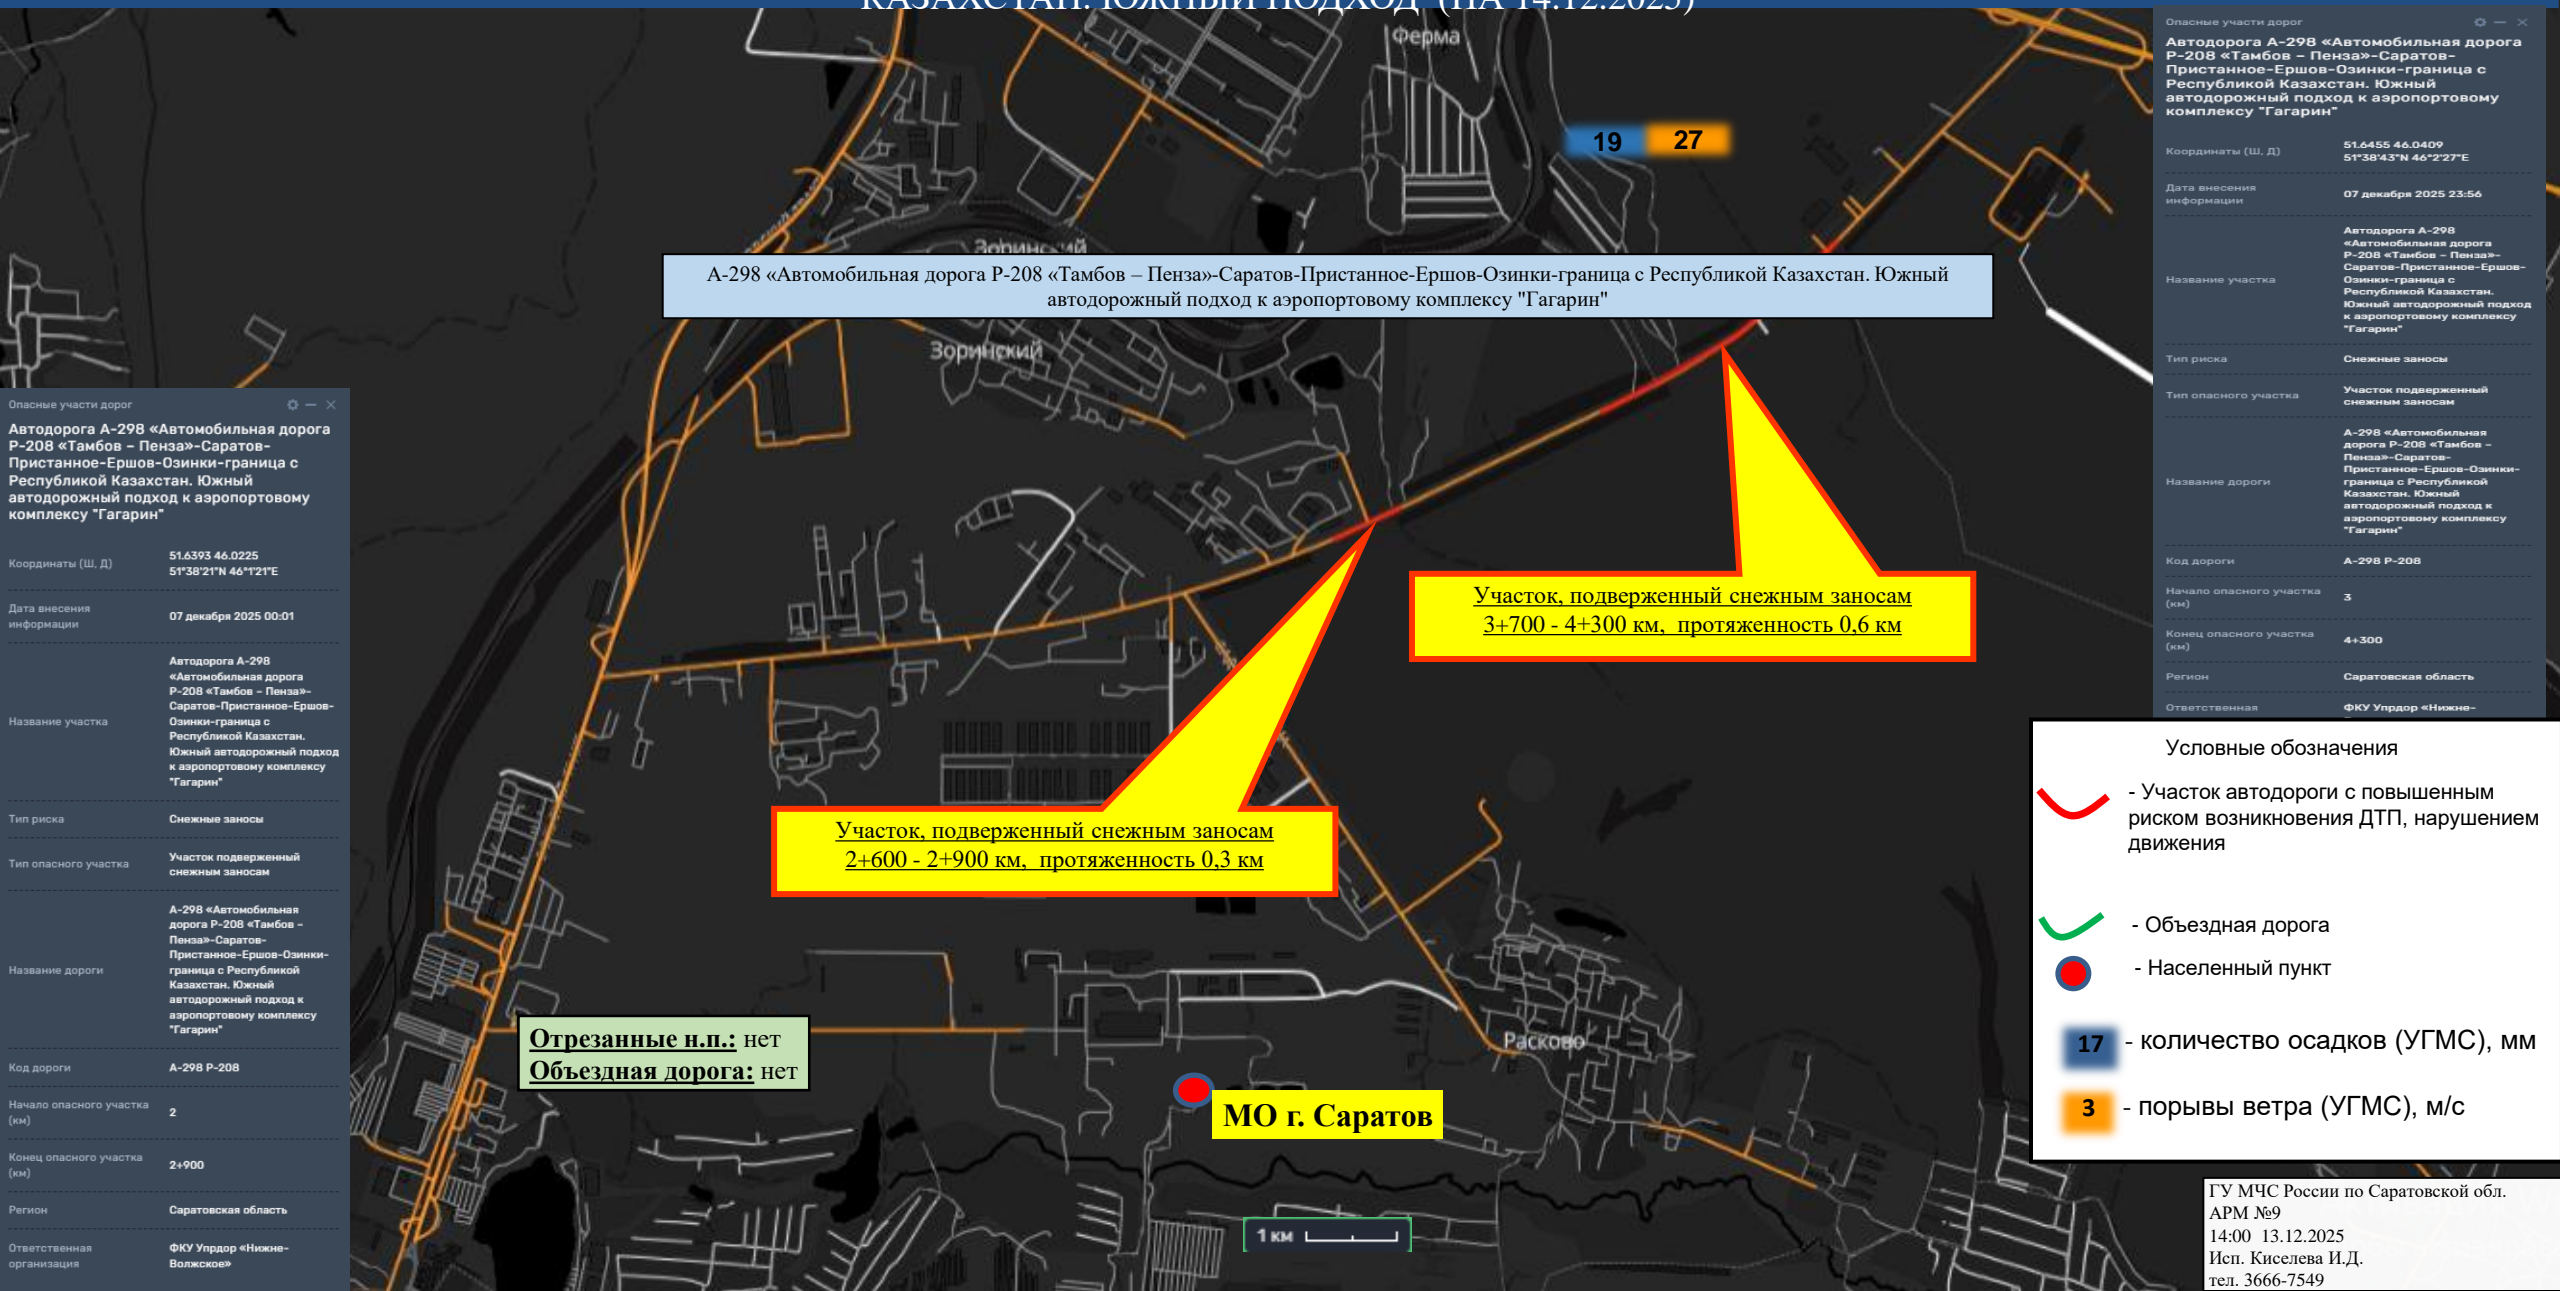 КАЗАХСТАН. ЮЖНЫЙ ПОДХОД (НА 14.12.2025)
Ферма
19 27
Зоринский
А-298 «Автомобильная дорога Р-208 «Тамбов – Пенза»-Саратов-Пристанное-Ершов-Озинки-граница с Республикой Казахстан. Южный
автодорожный подход к аэропортовому комплексу "Гагарин"
Зоринский
Участок, подверженный снежным заносам
3+700 - 4+300 км, протяженность 0,6 км
Участок, подверженный снежным заносам
2+600 - 2+900 км, протяженность 0,3 км
Отрезанные н.п.: нет
Объездная дорога: нет
Расково
МО г. Саратов
1 км
Опасные участи дорог
Автодорога А-298 «Автомобильная дорога
Р-208 «Тамбов – Пенза»-Саратов-
Пристанное-Ершов-Озинки-граница с
Республикой Казахстан. Южный
автодорожный подход к аэропортовому
комплексу "Гагарин"
Координаты (Ш, Д)
51.6393 46.0225
51°38'21"N 46°1'21"E
Дата внесения
информации
07 декабря 2025 00:01
Название участка
Автодорога А-298
«Автомобильная дорога
Р-208 «Тамбов – Пенза»-
Саратов-Пристанное-Ершов-
Озинки-граница с
Республикой Казахстан.
Южный автодорожный подход
к аэропортовому комплексу
"Гагарин"
Тип риска
Снежные заносы
Тип опасного участка
Участок подверженный
снежным заносам
Название дороги
А-298 «Автомобильная
дорога Р-208 «Тамбов –
Пенза»-Саратов-
Пристанное-Ершов-Озинки-
граница с Республикой
Казахстан. Южный
автодорожный подход к
аэропортовому комплексу
"Гагарин"
Код дороги
А-298 Р-208
Начало опасного участка
(км)
2
Конец опасного участка
(км)
2+900
Регион
Саратовская область
Ответственная
организация
ФКУ Упрдор «Нижне-
Волжское»
Опасные участи дорог
Автодорога А-298 «Автомобильная дорога
Р-208 «Тамбов – Пенза»-Саратов-
Пристанное-Ершов-Озинки-граница с
Республикой Казахстан. Южный
автодорожный подход к аэропортовому
комплексу "Гагарин"
Координаты (Ш, Д)
51.6455 46.0409
51°38'43"N 46°2'27"E
Дата внесения
информации
07 декабря 2025 23:56
Название участка
Автодорога А-298
«Автомобильная дорога
Р-208 «Тамбов – Пенза»-
Саратов-Пристанное-Ершов-
Озинки-граница с
Республикой Казахстан.
Южный автодорожный подход
к аэропортовому комплексу
"Гагарин"
Тип риска
Снежные заносы
Тип опасного участка
Участок подверженный
снежным заносам
Название дороги
А-298 «Автомобильная
дорога Р-208 «Тамбов –
Пенза»-Саратов-
Пристанное-Ершов-Озинки-
граница с Республикой
Казахстан. Южный
автодорожный подход к
аэропортовому комплексу
"Гагарин"
Код дороги
А-298 Р-208
Начало опасного участка
(км)
3
Конец опасного участка
(км)
4+300
Регион
Саратовская область
Ответственная
ФКУ Упрдор «Нижне-
Условные обозначения
- Участок автодороги с повышенным
риском возникновения ДТП, нарушением
движения
- Объездная дорога
- Населенный пункт
17 - количество осадков (УГМС), мм
3 - порывы ветра (УГМС), м/с
ГУ МЧС России по Саратовской обл.
АРМ №9
14:00 13.12.2025
Исп. Киселева И.Д.
тел. 3666-7549